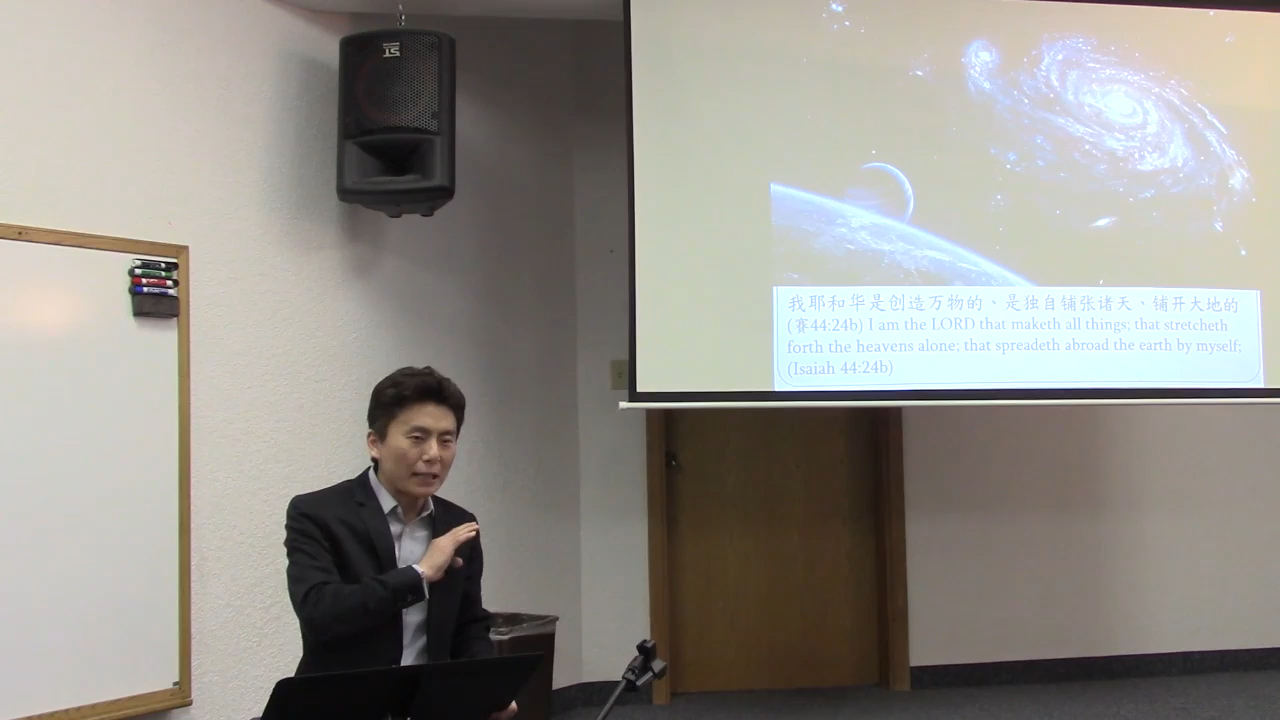 ST
我耶和华是创造万物的、是独自铺张诸天、铺开大地的
(賽44:24b) I am the LORD that maketh all things; that stretcheth
forth the heavens alone; that spreadeth abroad the earth by myself;
(Isaiah 44:24b)